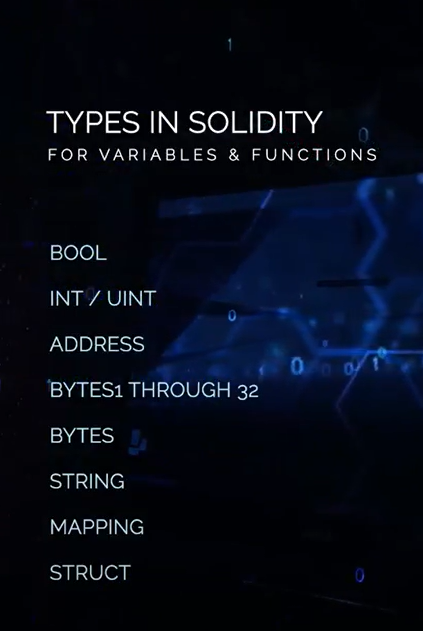 TYPES IN SOLIDITY
FOR VARIABLES & FUNCTIONS
BOOL
INT / UINT
ADDRESS
BYTES1 THROUGH 32
BYTES
STRING
MAPPING
STRUCT